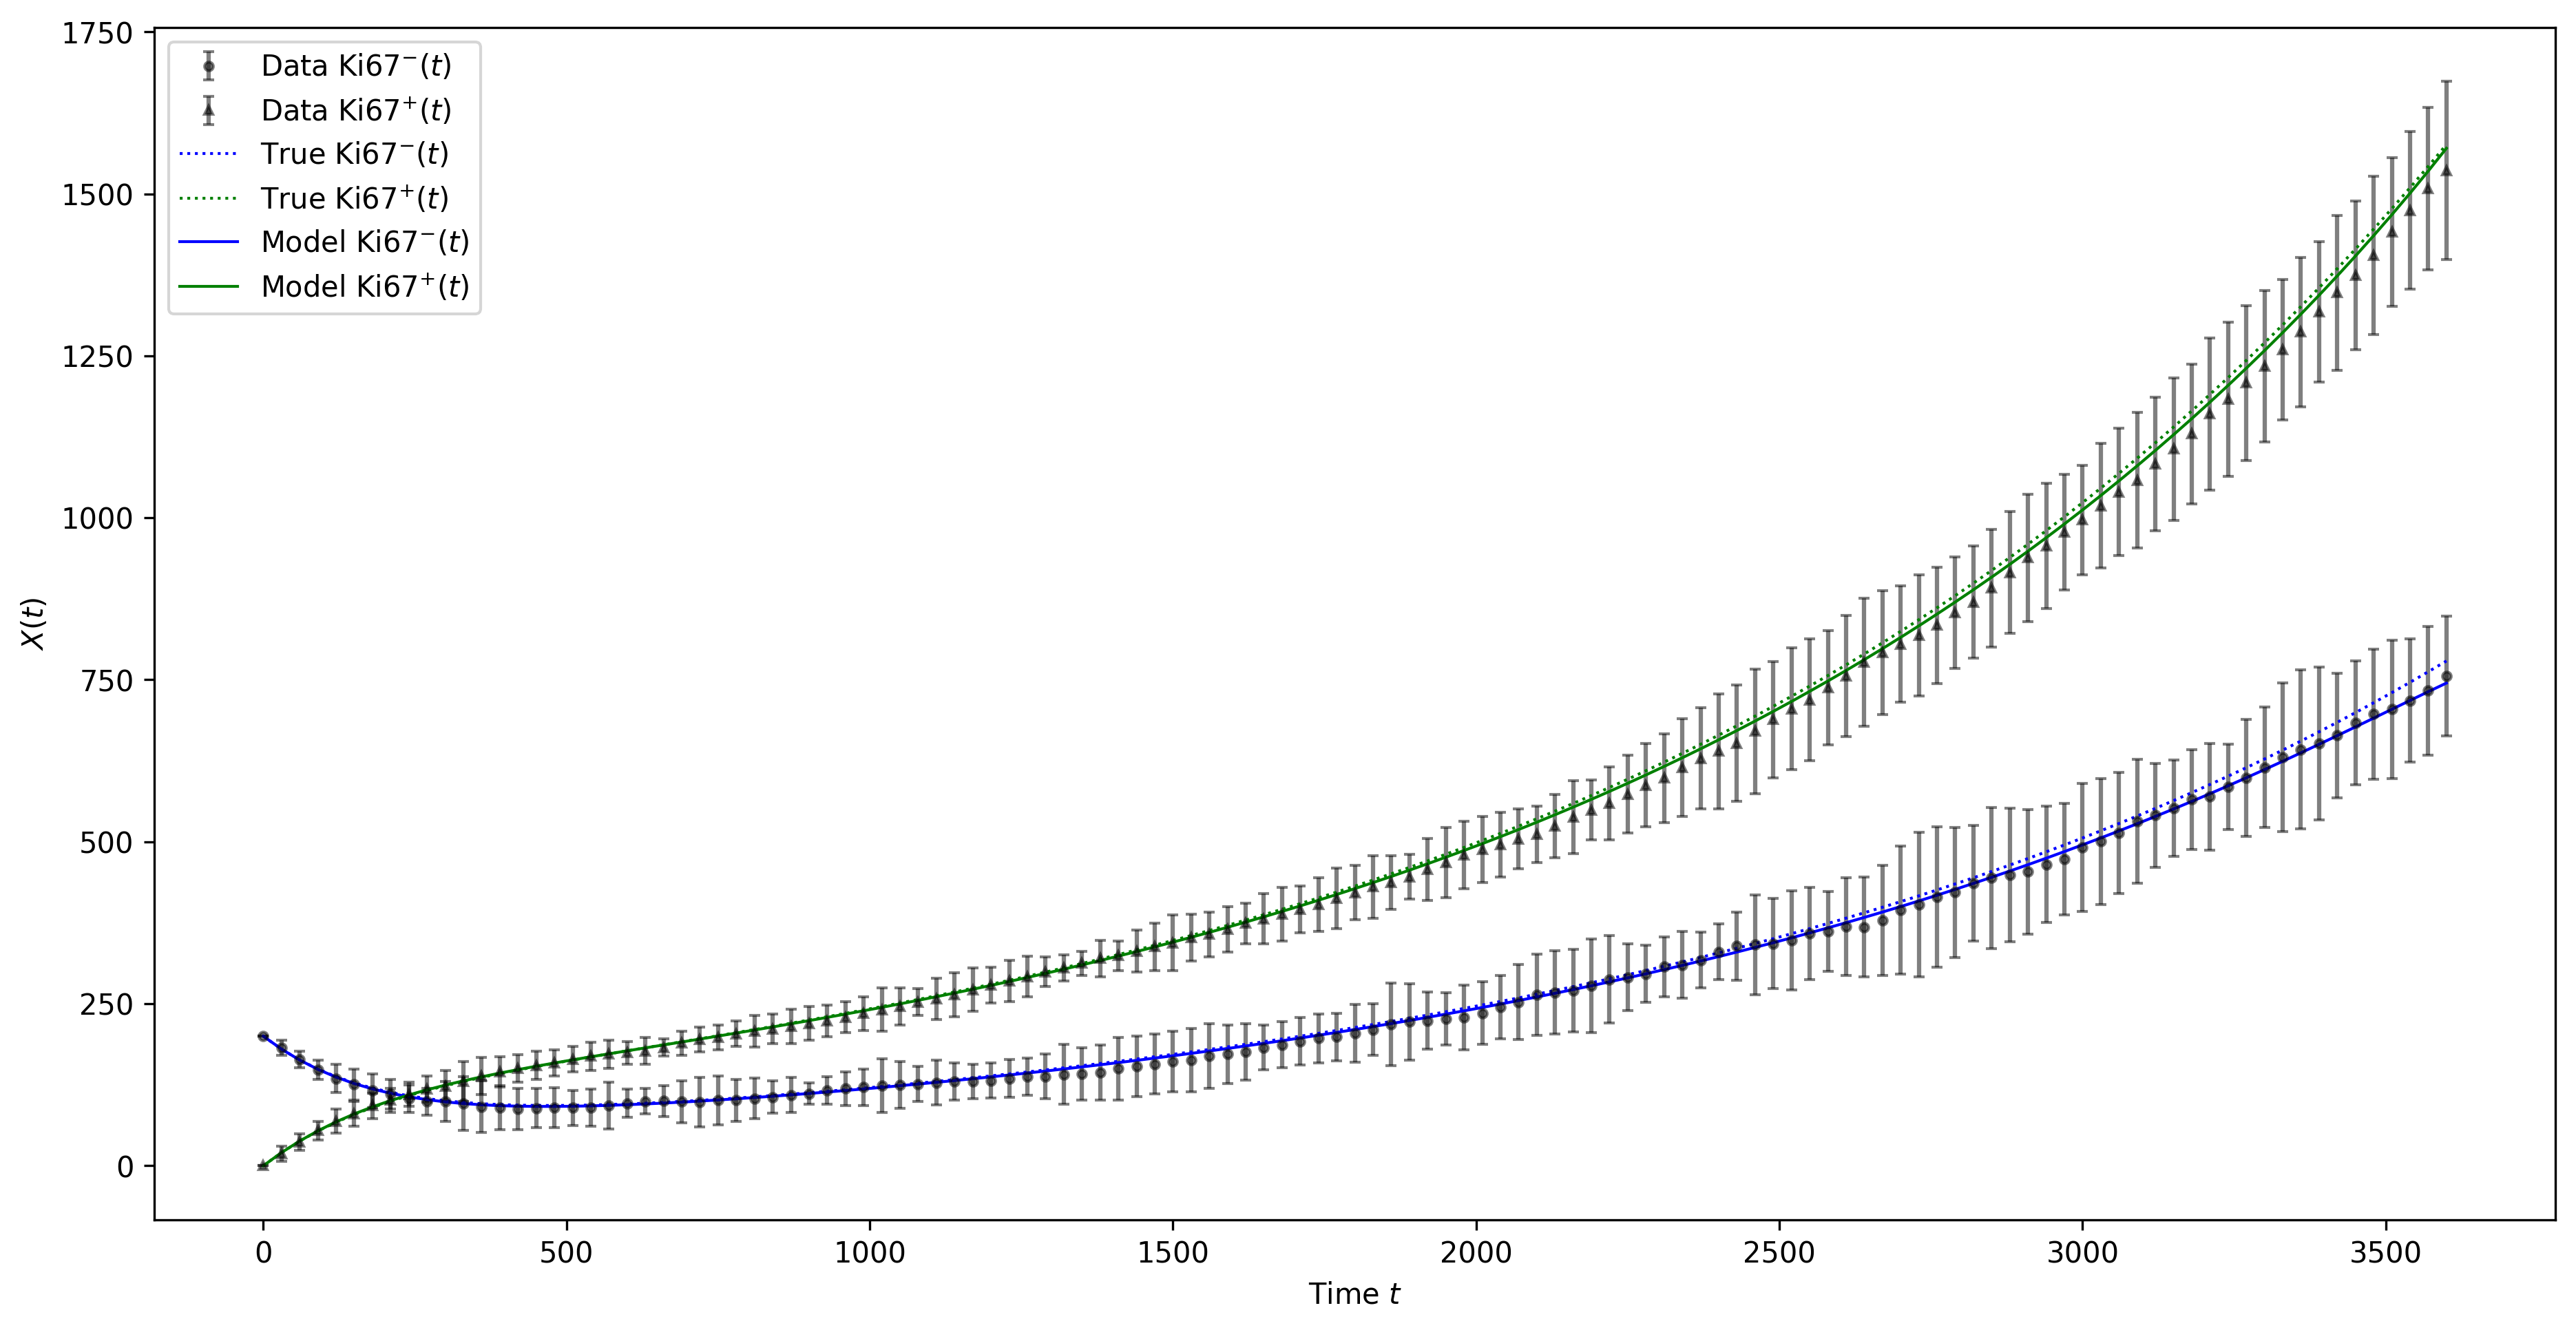 1750
1500
1250
1000
750
500
250
0
X(t)
Data Ki67⁻(t)
Data Ki67⁺(t)
True Ki67⁻(t)
True Ki67⁺(t)
Model Ki67⁻(t)
Model Ki67⁺(t)
0 500 1000 1500 2000 2500 3000 3500
Time t